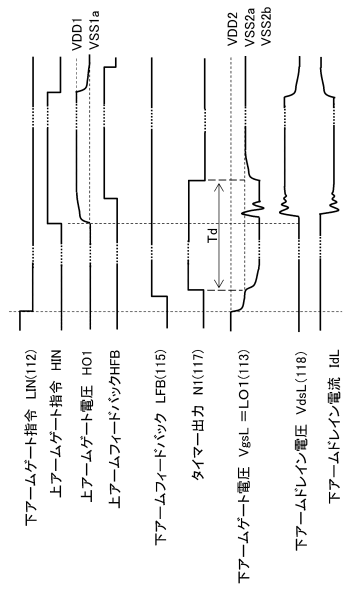 下アームゲート指令 LIN(112)
上アームゲート指令 HIN
上アームゲート電圧 HO1
上アームフィードバックHFB
下アームフィードバック LFB(115)
タイマー出力 N1(117)
下アームゲート電圧 VgsL =LO1(113)
下アームドレイン電圧 VdsL(118)
下アームドレイン電流 IdL
Td
VDD1
VSS1a
VDD2
VSS2a
VSS2b